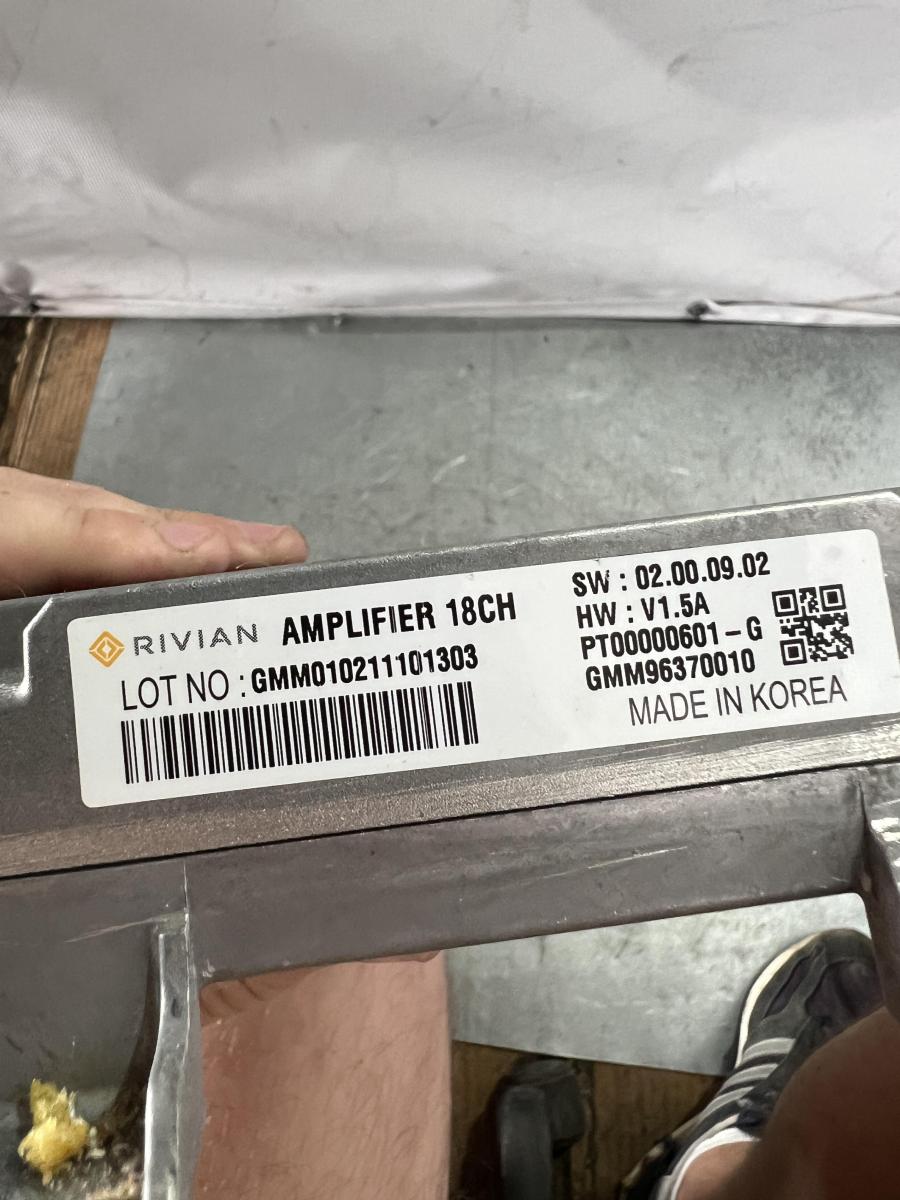 RIVIAN AMPLIFIER 18CH
LOT NO : GMM010211101303
SW : 02.00.09.02
HW : V1.5A
PT00000601-G
GMM96370010
MADE IN KOREA